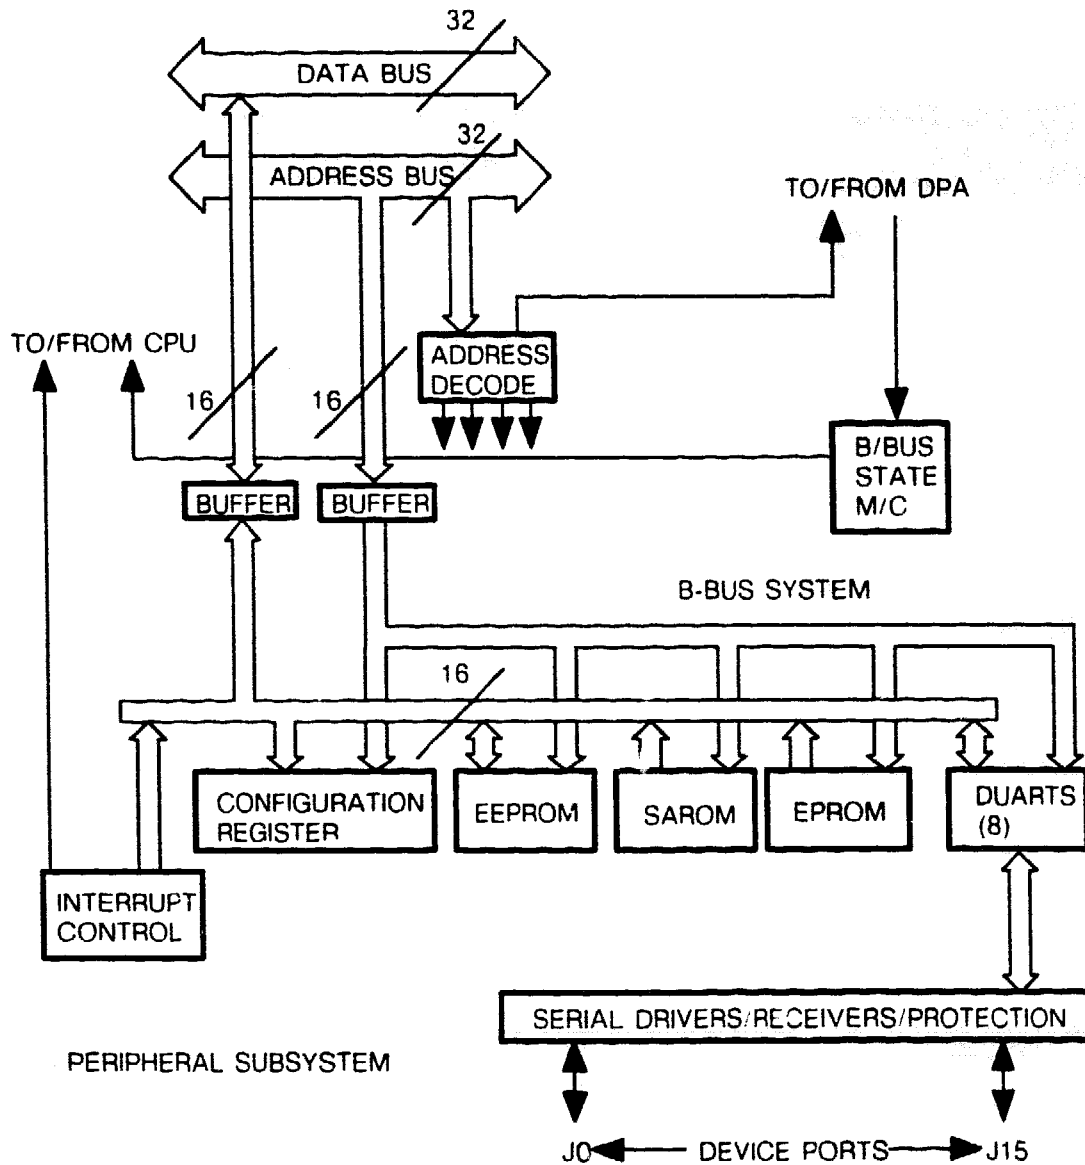 32
DATA BUS
32
ADDRESS BUS
TO/FROM DPA
TO/FROM CPU
ADDRESS
DECODE
16
16
B/BUS
STATE
M/C
BUFFER
BUFFER
B-BUS SYSTEM
16
CONFIGURATION
REGISTER
EEPROM
SAROM
EPROM
DUARTS
(8)
INTERRUPT
CONTROL
SERIAL DRIVERS/RECEIVERS/PROTECTION
PERIPHERAL SUBSYSTEM
J0
DEVICE PORTS
J15